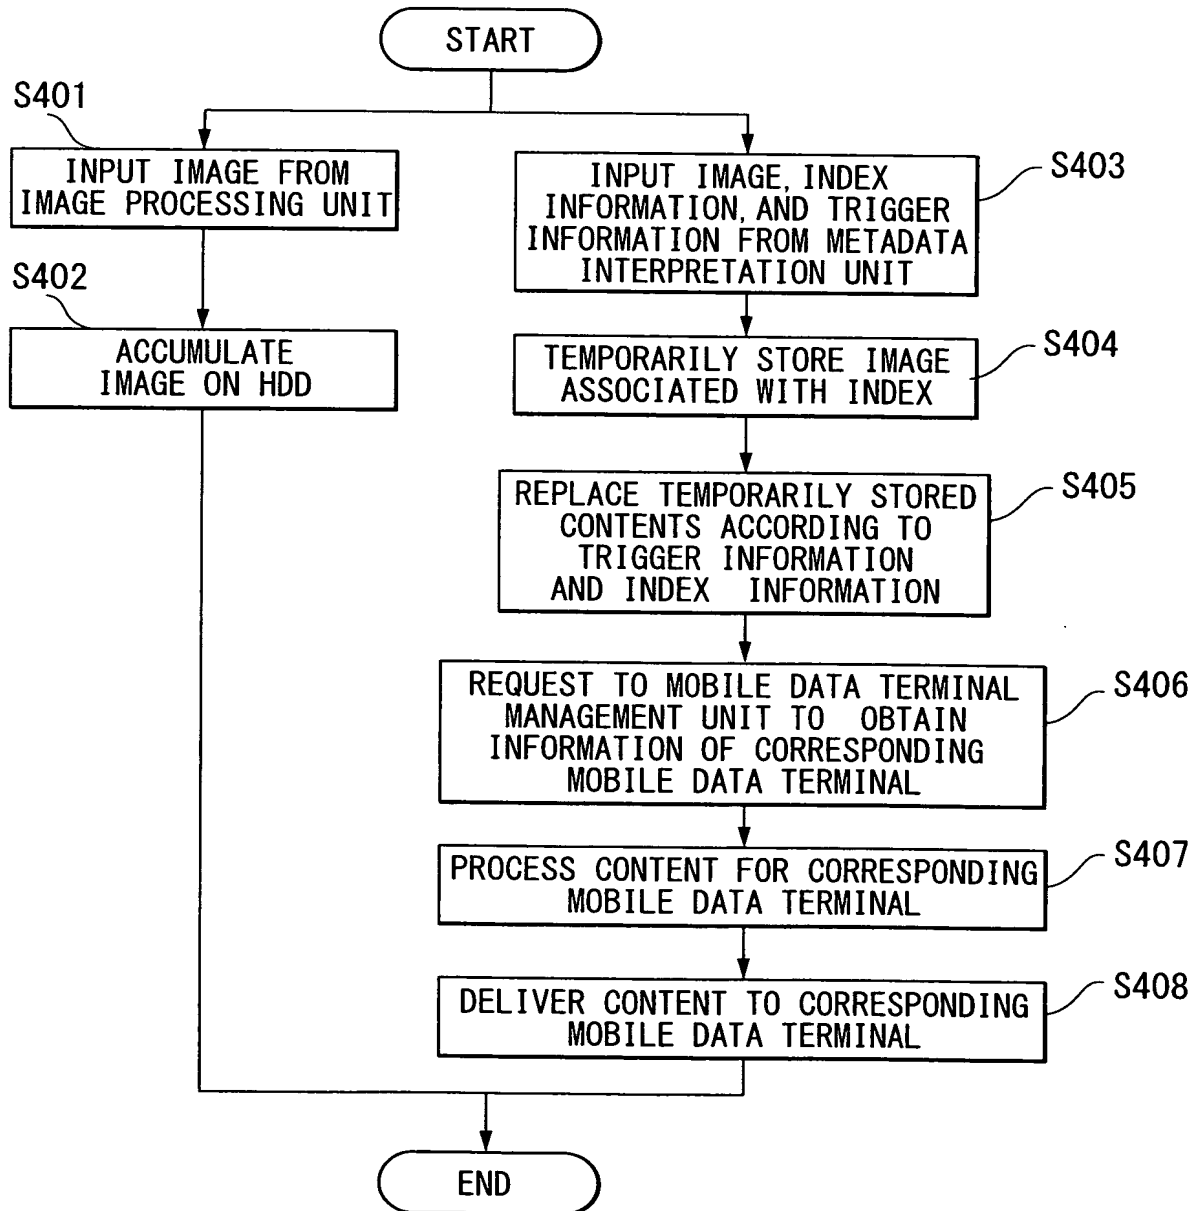 START
S401
INPUT IMAGE FROM
IMAGE PROCESSING UNIT
S402
ACCUMULATE
IMAGE ON HDD
S403
INPUT IMAGE, INDEX
INFORMATION, AND TRIGGER
INFORMATION FROM METADATA
INTERPRETATION UNIT
S404
TEMPORARILY STORE IMAGE
ASSOCIATED WITH INDEX
S405
REPLACE TEMPORARILY STORED
CONTENTS ACCORDING TO
TRIGGER INFORMATION
AND INDEX INFORMATION
S406
REQUEST TO MOBILE DATA TERMINAL
MANAGEMENT UNIT TO OBTAIN
INFORMATION OF CORRESPONDING
MOBILE DATA TERMINAL
S407
PROCESS CONTENT FOR CORRESPONDING
MOBILE DATA TERMINAL
S408
DELIVER CONTENT TO CORRESPONDING
MOBILE DATA TERMINAL
END